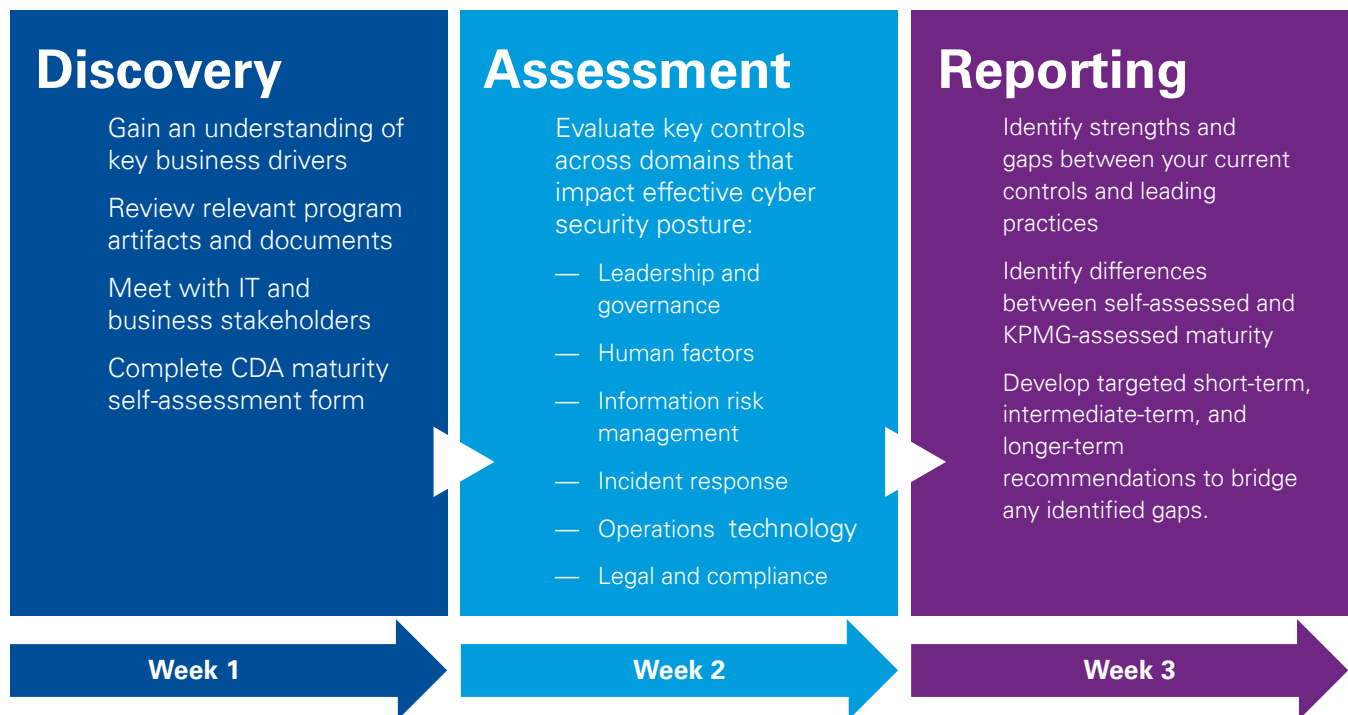 Discovery
Gain an understanding of
key business drivers
Review relevant program
artifacts and documents
Meet with IT and
business stakeholders
Complete CDA maturity
self-assessment form
Assessment
Evaluate key controls
across domains that
impact effective cyber
security posture:
— Leadership and
governance
— Human factors
— Information risk
management
— Incident response
— Operations technology
— Legal and compliance
Reporting
Identify strengths and
gaps between your current
controls and leading
practices
Identify differences
between self-assessed and
KPMG-assessed maturity
Develop targeted short-term,
intermediate-term, and
longer-term
recommendations to bridge
any identified gaps.
Week 1
Week 2
Week 3